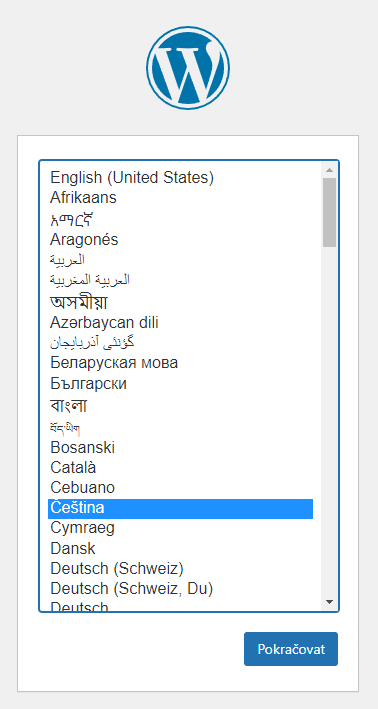 English (United States)
Afrikaans
አማርኛ
Aragonés
العربية
العربية المغربية
অসমীয়া
Azərbaycan dili
گؤنئی آذربایجان
Беларуская мова
Български
বাংলা
བོད་ཡིག
Bosanski
Català
Cebuano
Čeština
Cymraeg
Dansk
Deutsch (Schweiz)
Deutsch (Schweiz, Du)
Deutsch
Pokračovat